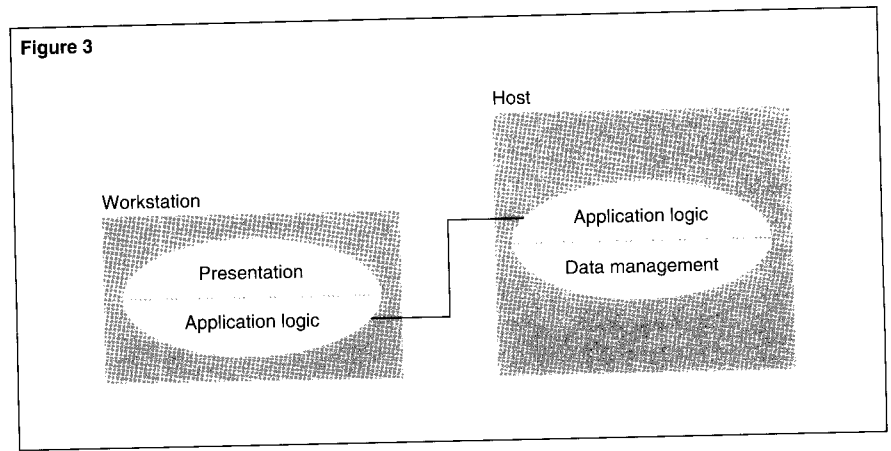 Figure 3
Host
Workstation
Application logic
Data management
Presentation
Application logic